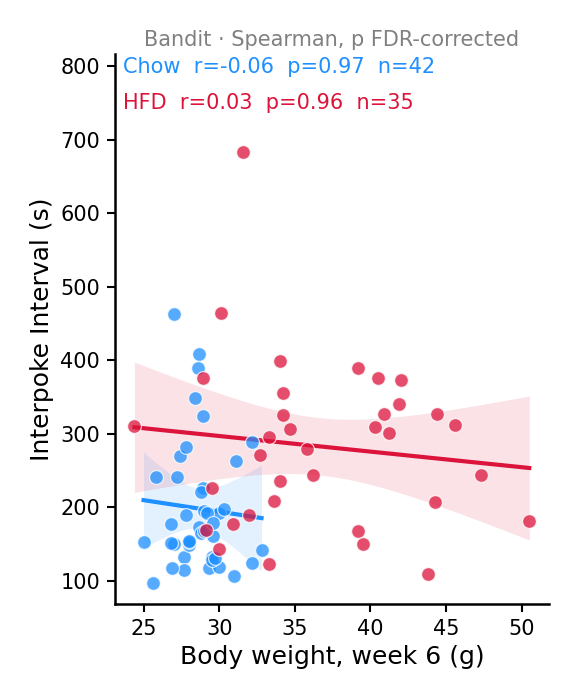 Bandit · Spearman, p FDR-corrected
Chow r=-0.06 p=0.97 n=42
HFD r=0.03 p=0.96 n=35
800
700
600
500
400
300
200
100
Interpoke Interval (s)
25 30 35 40 45 50
Body weight, week 6 (g)